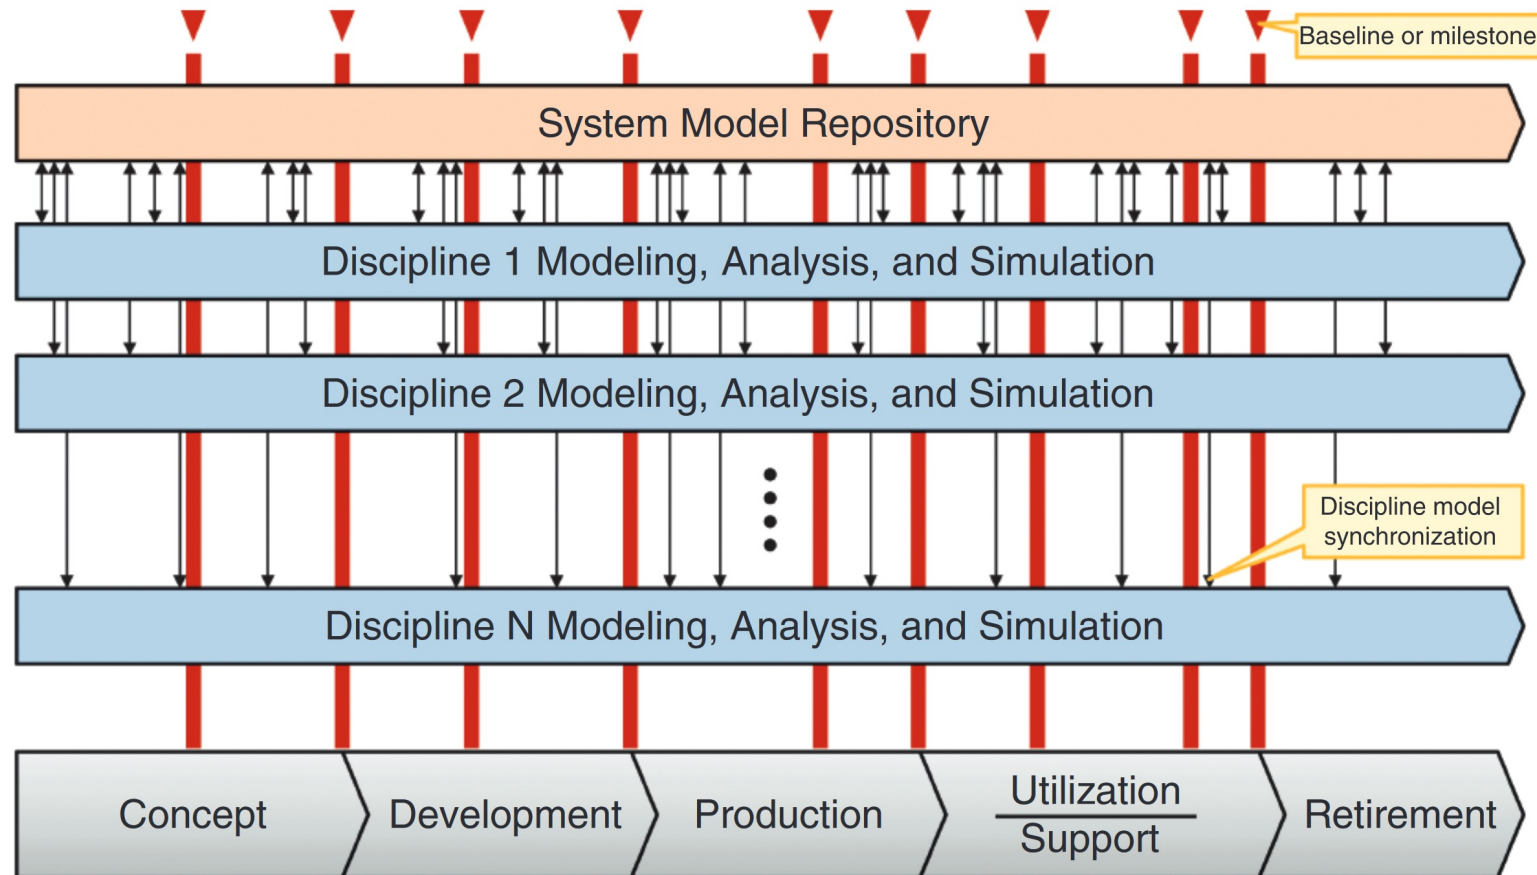 Baseline or milestone
System Model Repository
Discipline 1 Modeling, Analysis, and Simulation
Discipline 2 Modeling, Analysis, and Simulation
Discipline model
synchronization
Discipline N Modeling, Analysis, and Simulation
Concept
Development
Production
Utilization
Support
Retirement